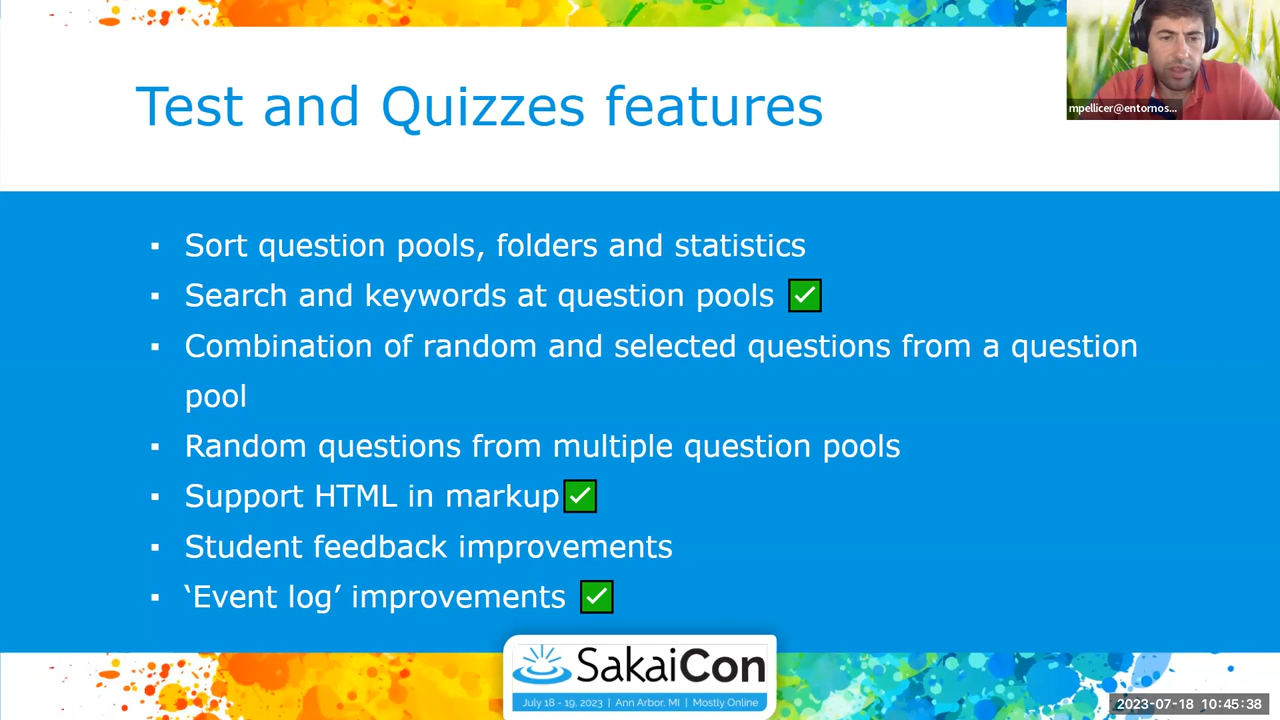 Test and Quizzes features
mpellicer@entornos...
▪ Sort question pools, folders and statistics
▪ Search and keywords at question pools ✅
▪ Combination of random and selected questions from a question
pool
▪ Random questions from multiple question pools
▪ Support HTML in markup✅
▪ Student feedback improvements
▪ ‘Event log’ improvements ✅
SakaiCon
July 18 - 19, 2023 | Ann Arbor, MI | Mostly Online
2023-07-18 10:45:38